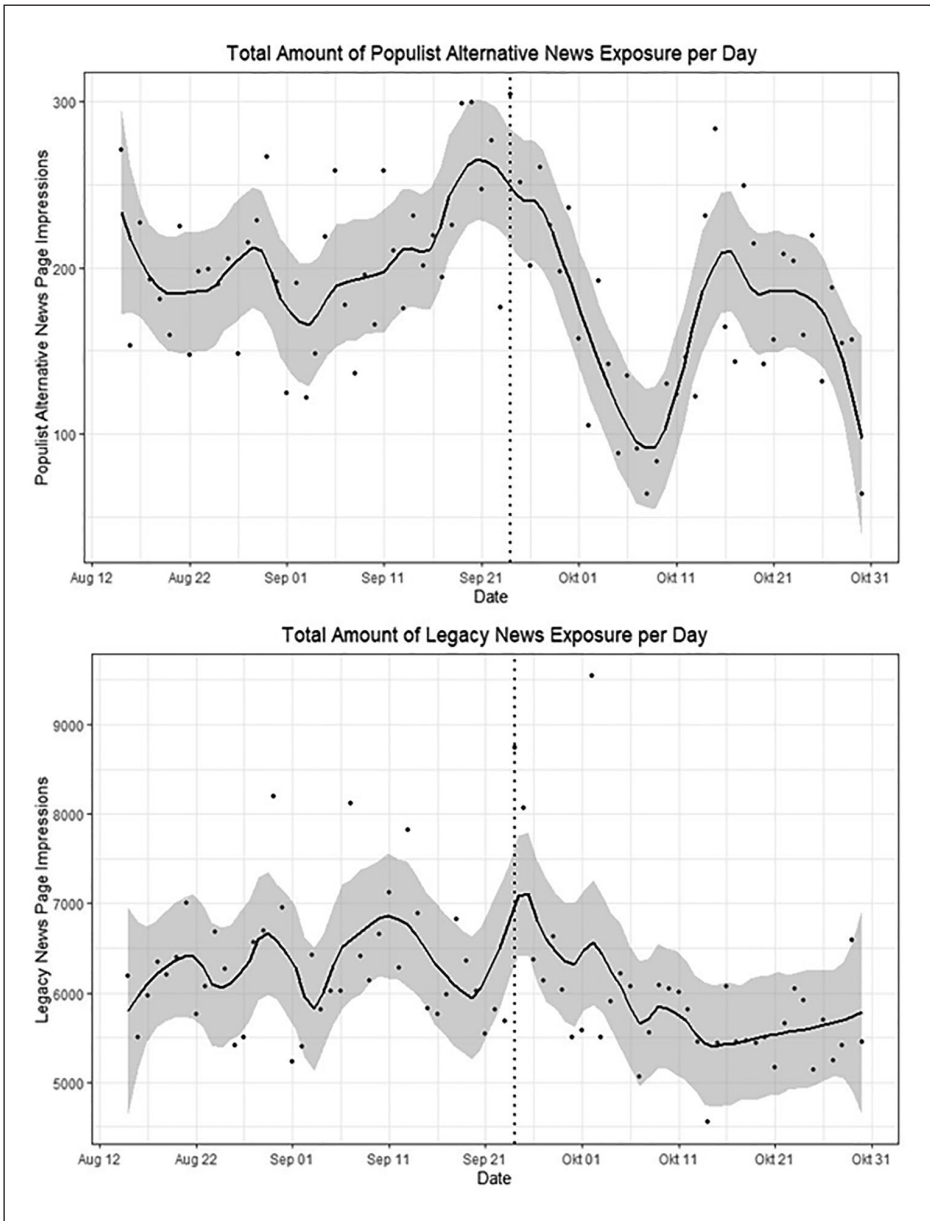 Total Amount of Populist Alternative News Exposure per Day
Populist Alternative News Page Impressions
300
200
100
Aug 12 Aug 22 Sep 01 Sep 11 Sep 21 Okt 01 Okt 11 Okt 21 Okt 31
Date
Total Amount of Legacy News Exposure per Day
Legacy News Page Impressions
9000
8000
7000
6000
5000
Aug 12 Aug 22 Sep 01 Sep 11 Sep 21 Okt 01 Okt 11 Okt 21 Okt 31
Date